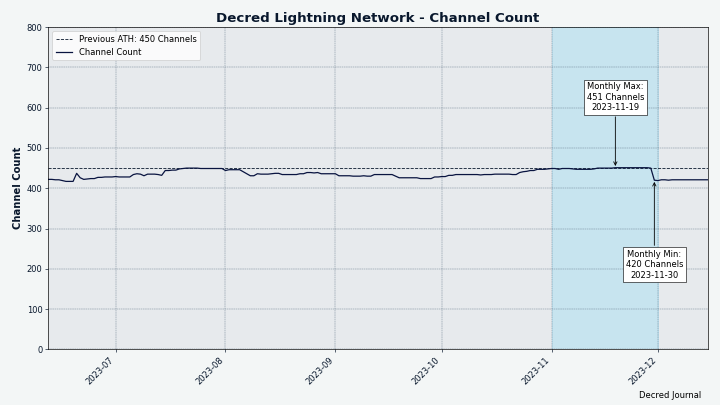 Decred Lightning Network - Channel Count
Previous ATH: 450 Channels
Channel Count
Channel Count
800
700
600
500
400
300
200
100
0
Monthly Max:
451 Channels
2023-11-19
Monthly Min:
420 Channels
2023-11-30
2023-07
2023-08
2023-09
2023-10
2023-11
2023-12
Decred Journal